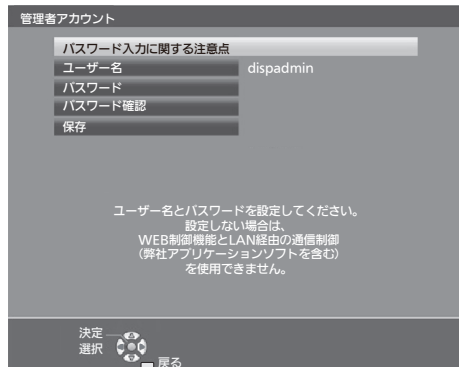 管理者アカウント
パスワード入力に関する注意点
ユーザー名 dispadmin
パスワード
パスワード確認
保存
ユーザー名とパスワードを設定してください。
設定しない場合は、
WEB制御機能とLAN経由の通信制御
（弊社アプリケーションソフトを含む）
を使用できません。
決定
選択
戻る